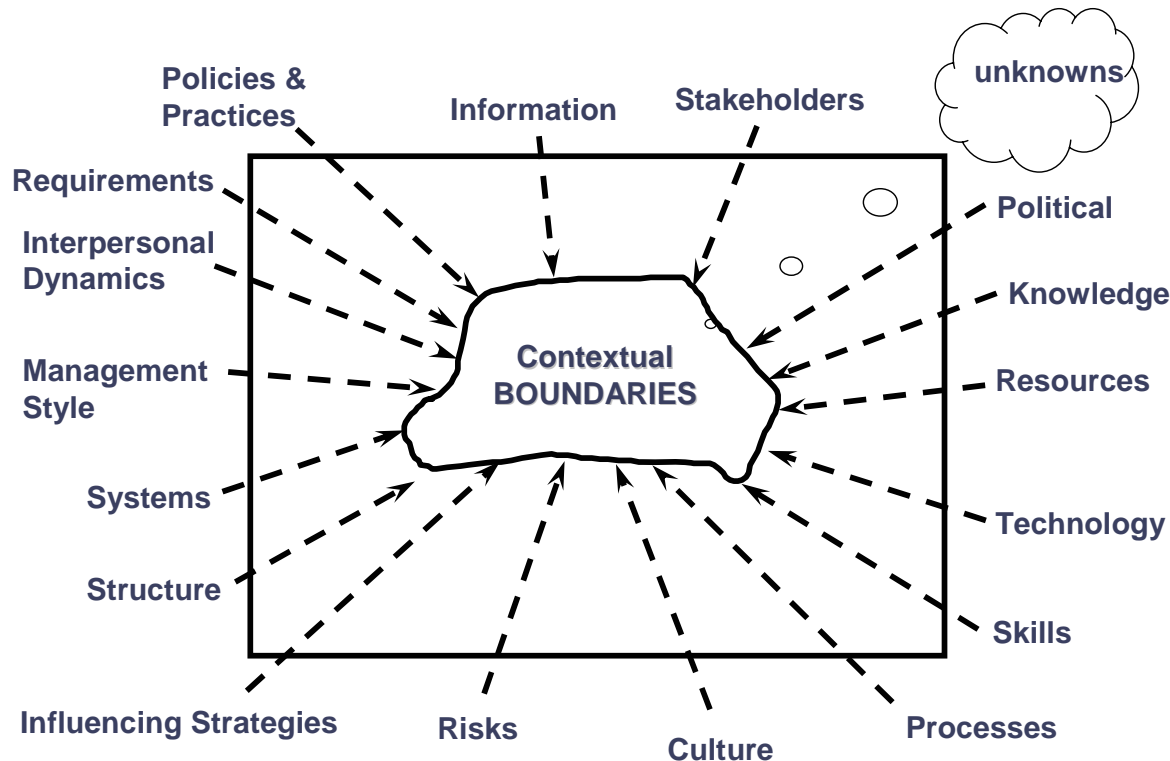 unknowns
Policies &
Practices
Information
Stakeholders
Requirements
Political
Interpersonal
Dynamics
Knowledge
Contextual
BOUNDARIES
Management
Style
Resources
Systems
Technology
Structure
Skills
Influencing Strategies
Risks
Culture
Processes